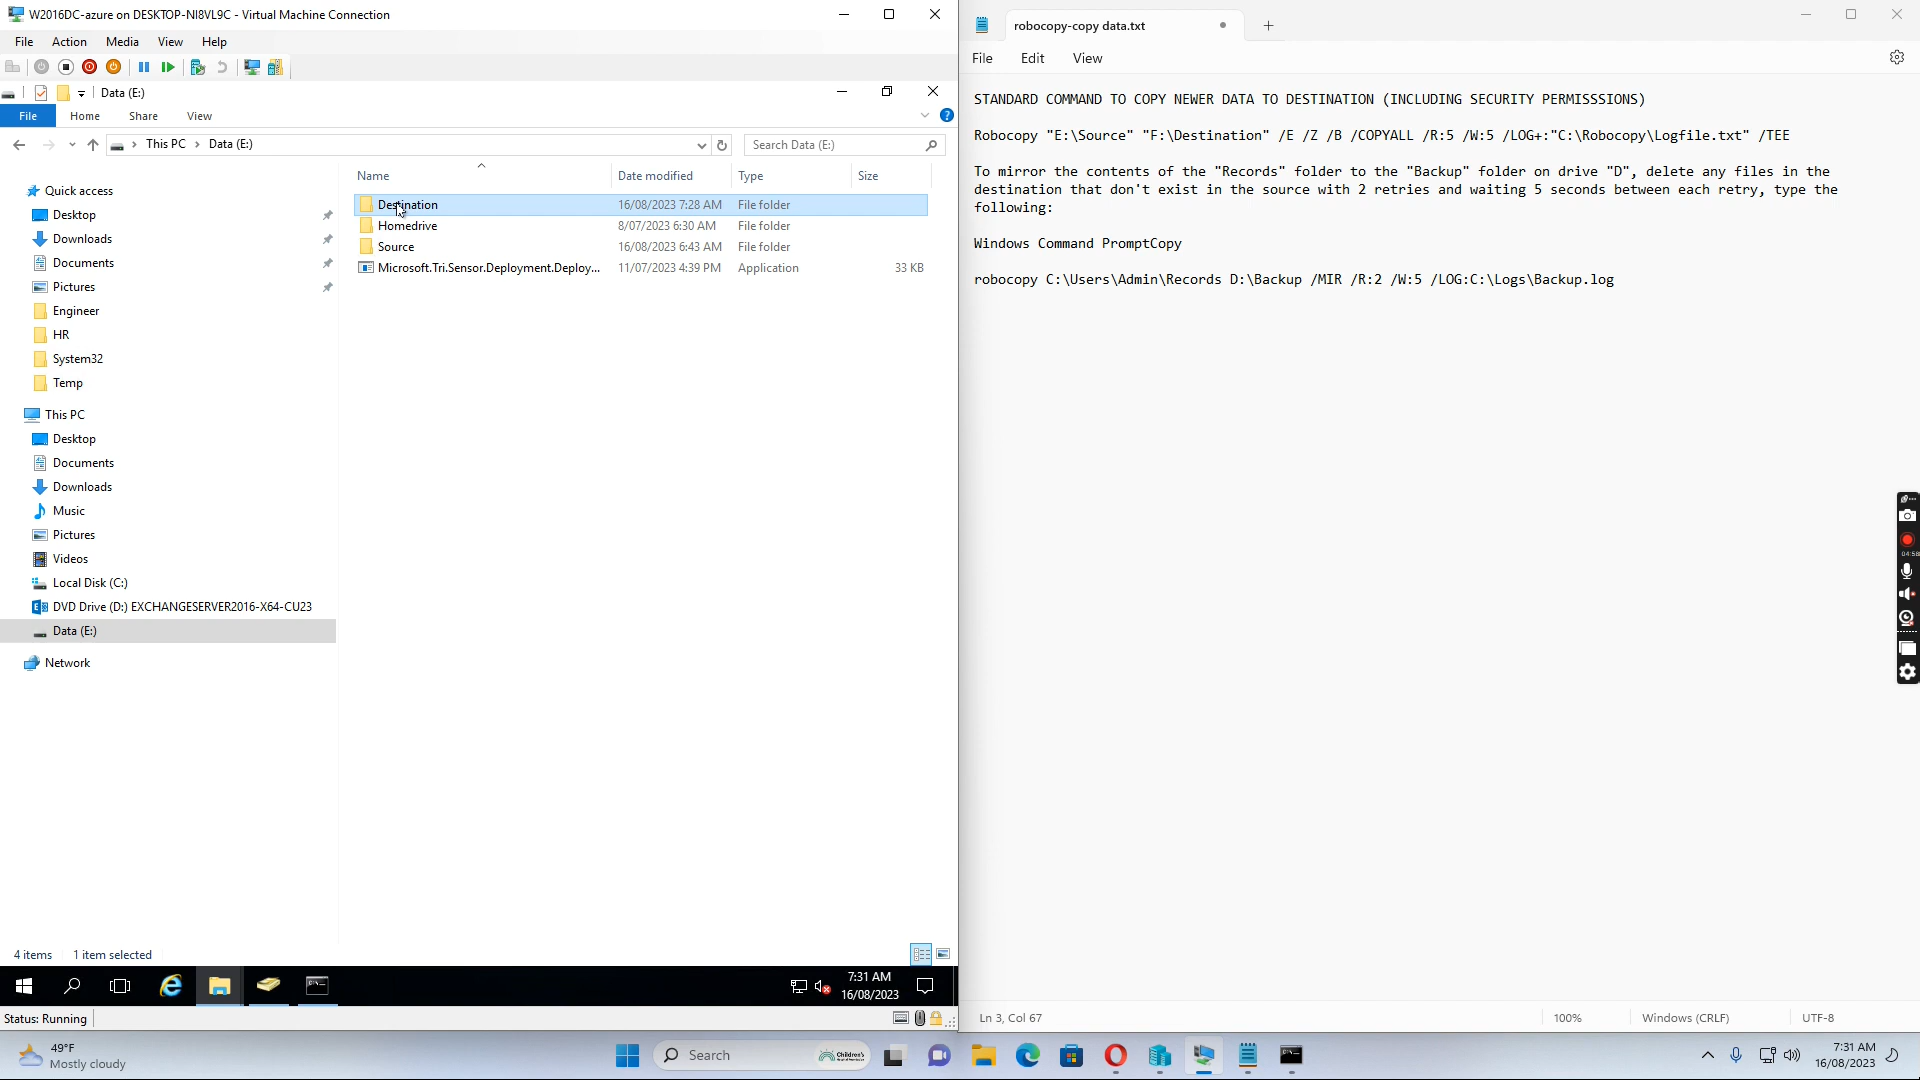 W2016DC-azure on DESKTOP-NI8VL9C - Virtual Machine Connection
File Action Media View Help
Data (E:)
File Home Share View
This PC > Data (E:)
Search Data (E:)
Name Date modified Type Size
Destination 16/08/2023 7:28 AM File folder
Homedrive 8/07/2023 6:30 AM File folder
Source 16/08/2023 6:43 AM File folder
Microsoft.Tri.Sensor.Deployment.Deploy... 11/07/2023 4:39 PM Application 33 KB
Quick access
Desktop
Downloads
Documents
Pictures
Engineer
HR
System32
Temp
This PC
Desktop
Documents
Downloads
Music
Pictures
Videos
Local Disk (C:)
DVD Drive (D:) EXCHANGESERVER2016-X64-CU23
Data (E:)
Network
4 items 1 item selected
7:31 AM
16/08/2023
Status: Running
robocopy-copy data.txt
File Edit View
STANDARD COMMAND TO COPY NEWER DATA TO DESTINATION (INCLUDING SECURITY PERMISSSIONS)
Robocopy "E:\Source" "F:\Destination" /E /Z /B /COPYALL /R:5 /W:5 /LOG+:"C:\Robocopy\Logfile.txt" /TEE
To mirror the contents of the "Records" folder to the "Backup" folder on drive "D", delete any files in the
destination that don't exist in the source with 2 retries and waiting 5 seconds between each retry, type the
following:
Windows Command PromptCopy
robocopy C:\Users\Admin\Records D:\Backup /MIR /R:2 /W:5 /LOG:C:\Logs\Backup.log
04:58
Ln 3, Col 67 100% Windows (CRLF) UTF-8
49°F
Mostly cloudy
Search
Children's
7:31 AM
16/08/2023